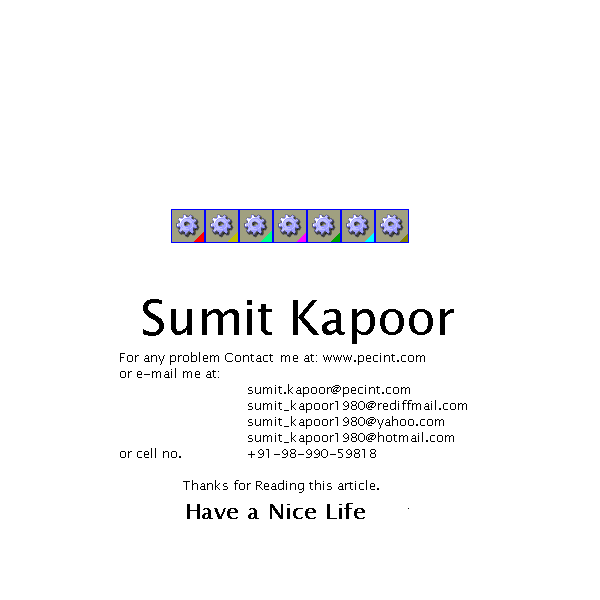 Sumit Kapoor
For any problem Contact me at: www.pecint.com
or e-mail me at:
sumit.kapoor@pecint.com
sumit_kapoor1980@rediffmail.com
sumit_kapoor1980@yahoo.com
sumit_kapoor1980@hotmail.com
or cell no. +91-98-990-59818
Thanks for Reading this article.
Have a Nice Life